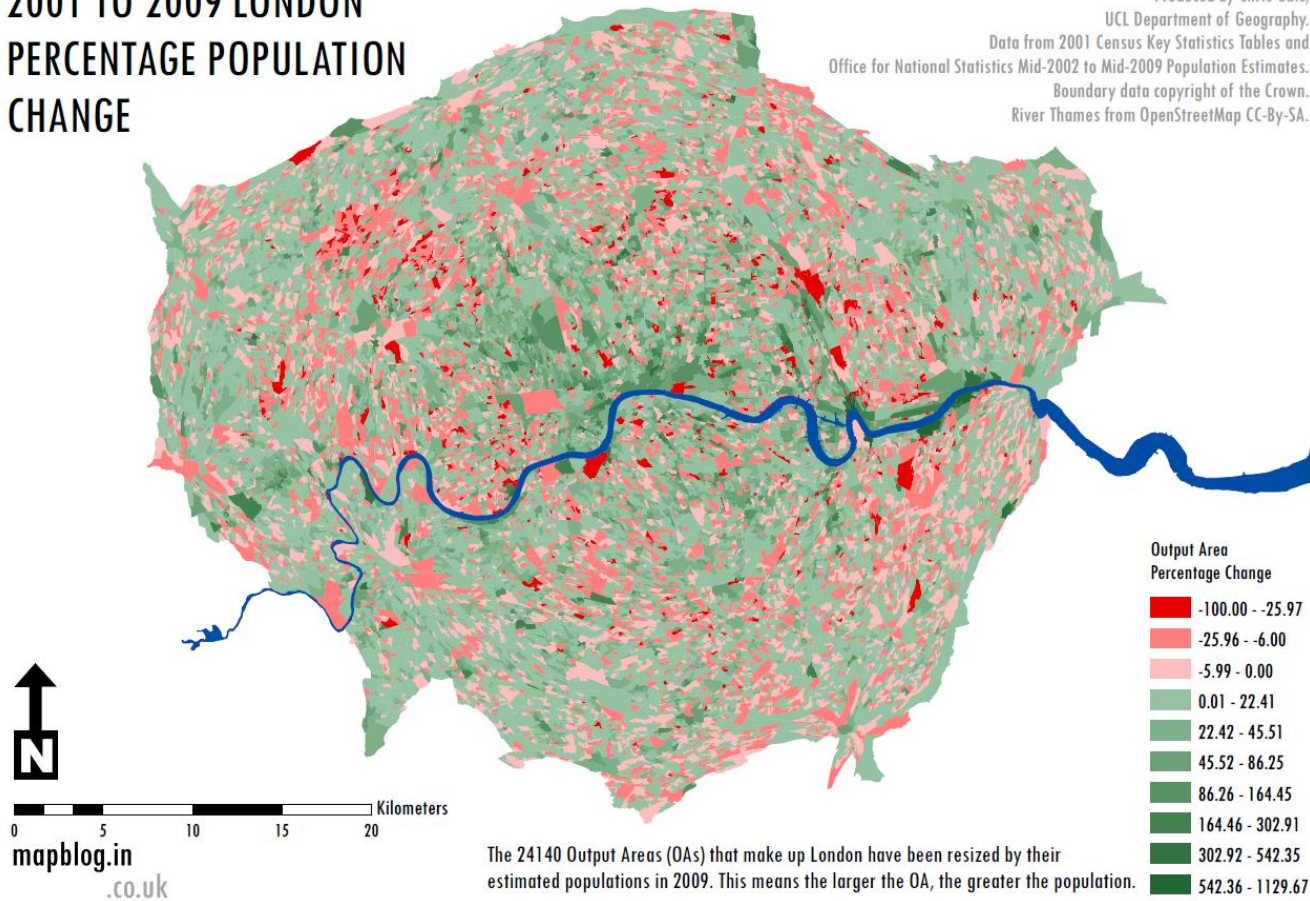 2001 TO 2009 LONDON
PERCENTAGE POPULATION
CHANGE
UCL Department of Geography.
Data from 2001 Census Key Statistics Tables and
Office for National Statistics Mid-2002 to Mid-2009 Population Estimates.
Boundary data copyright of the Crown.
River Thames from OpenStreetMap CC-By-SA.
Output Area
Percentage Change
-100.00 - -25.97
-25.96 - -6.00
-5.99 - 0.00
0.01 - 22.41
22.42 - 45.51
45.52 - 86.25
86.26 - 164.45
164.46 - 302.91
302.92 - 542.35
542.36 - 1129.67
N
Kilometers
0 5 10 15 20
mapblog.in
.co.uk
The 24140 Output Areas (OAs) that make up London have been resized by their
estimated populations in 2009. This means the larger the OA, the greater the population.